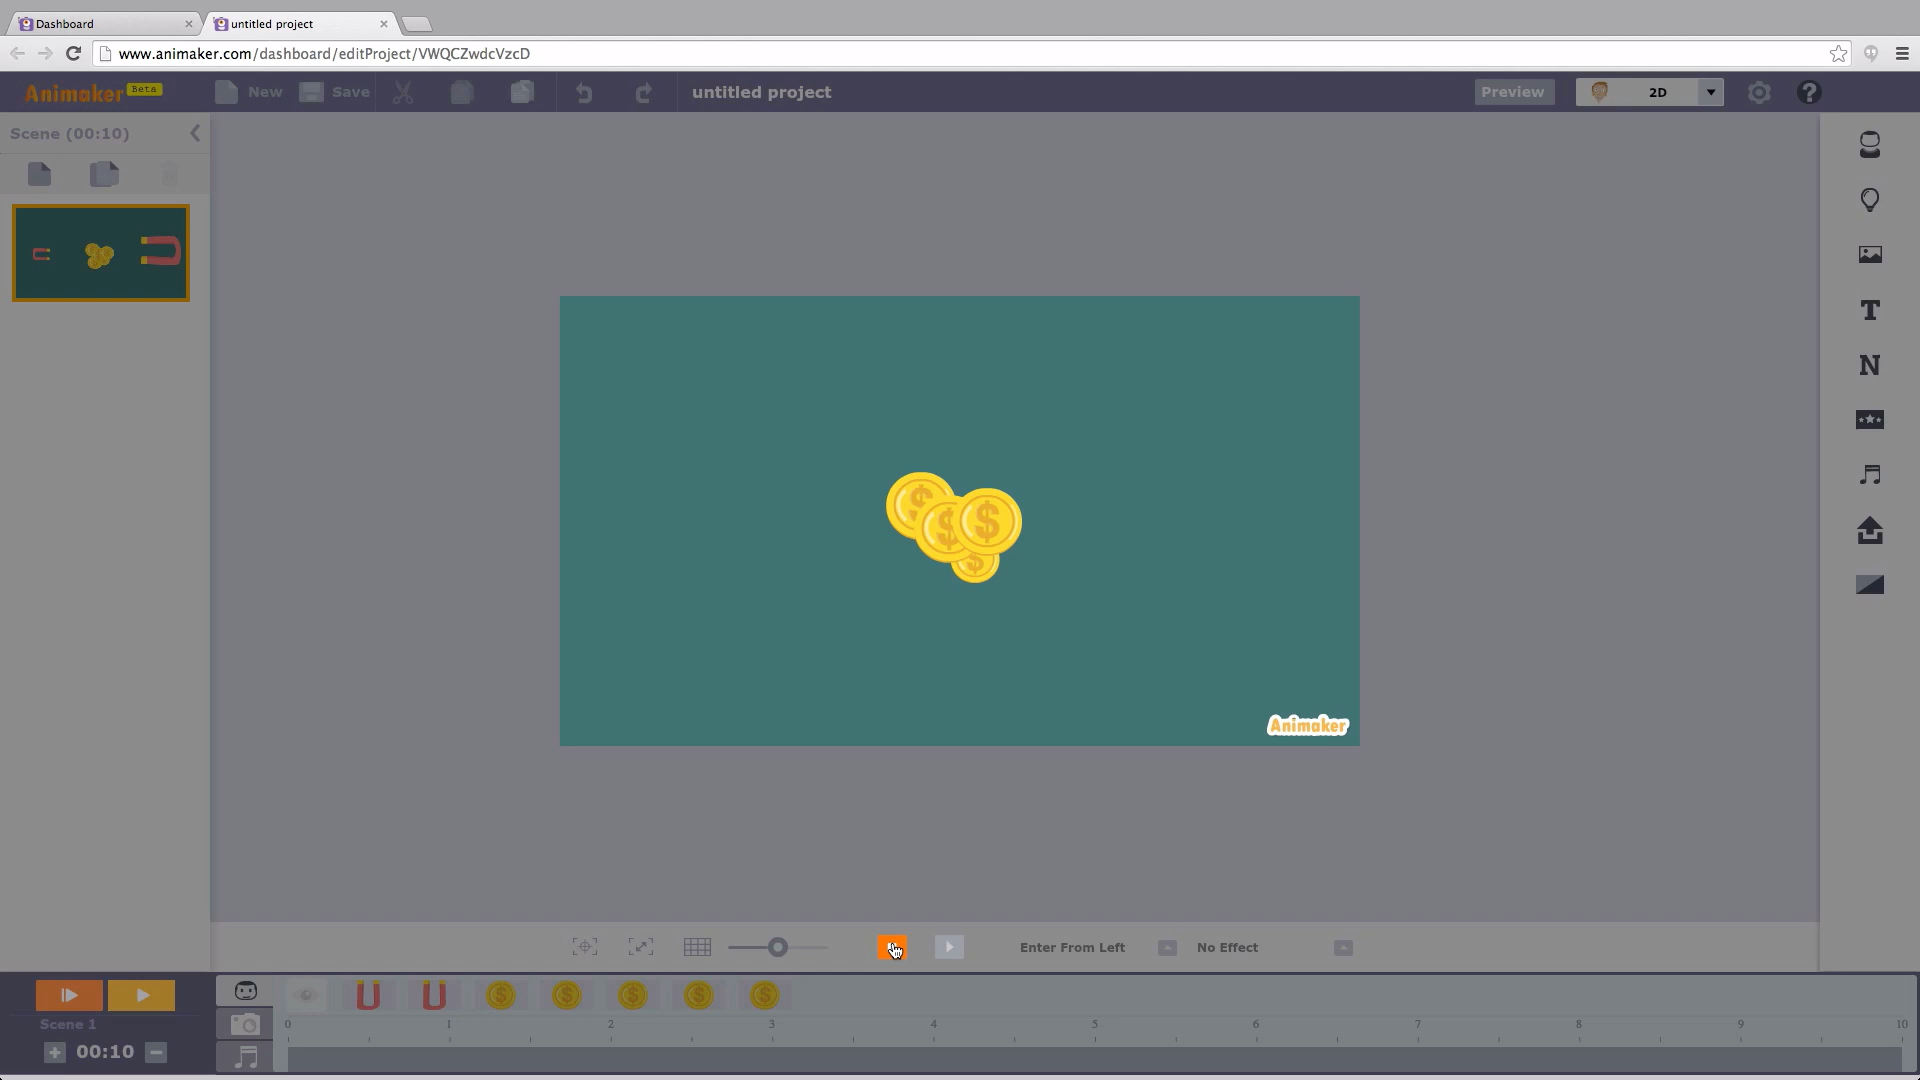 Dashboard
untitled project
www.animaker.com/dashboard/editProject/VWQCZwdcVzcD
Animaker Beta
New
Save
untitled project
Preview
2D
?
Scene (00:10)
T
N
$ $ $ $
Animaker
Enter From Left
No Effect
Scene 1
00:10
0 1 2 3 4 5 6 7 8 9 10